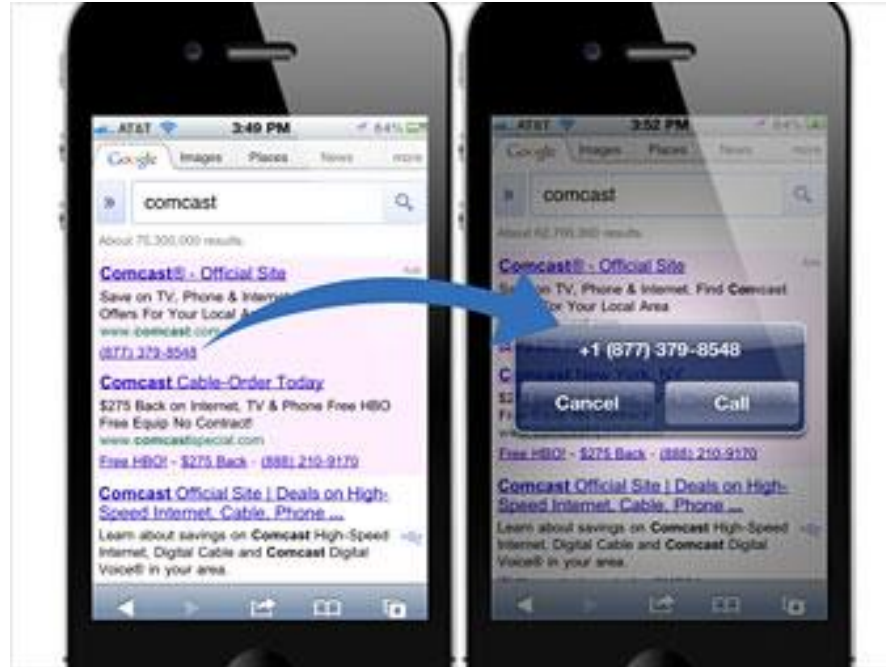 AT&T 3:49 PM 64%
Google Images Places News more
comcast
About 75,300,000 results.
Comcast® - Official Site
Save on TV, Phone & Internet
Offers For Your Local
www.comcast.com
(877) 379-8548
Comcast Cable-Order Today
$275 Back on Internet, TV & Phone Free HBO
Free Equip No Contract!
www.comcastspecial.com
Free HBO! - $275 Back - (888) 210-9170
Comcast Official Site | Deals on High-
Speed Internet, Cable, Phone ...
Learn about savings on Comcast High-Speed
Internet, Digital Cable and Comcast Digital
Voice® in your area.
AT&T 3:52 PM
Google Images Places News more
comcast
Comcast® - Official Site
on TV, Phone & Internet. Find Comcast
For Your Local Area
+1 (877) 379-8548
Cancel Call
Free HBO! - $275 Back - (888) 210-9170
Comcast Official Site | Deals on High-
Speed Internet, Cable, Phone ...
Learn about savings on Comcast High-Speed
Internet, Digital Cable and Comcast Digital
Voice® in your area.